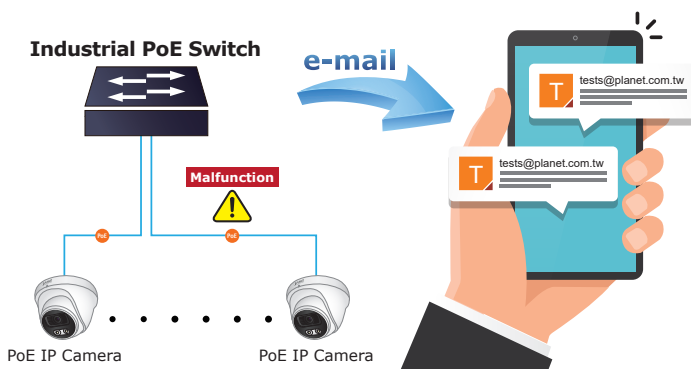 Industrial PoE Switch
e-mail
T
tests@planet.com.tw
T
tests@planet.com.tw
Malfunction
!
PoE
PoE
PoE IP Camera
PoE IP Camera